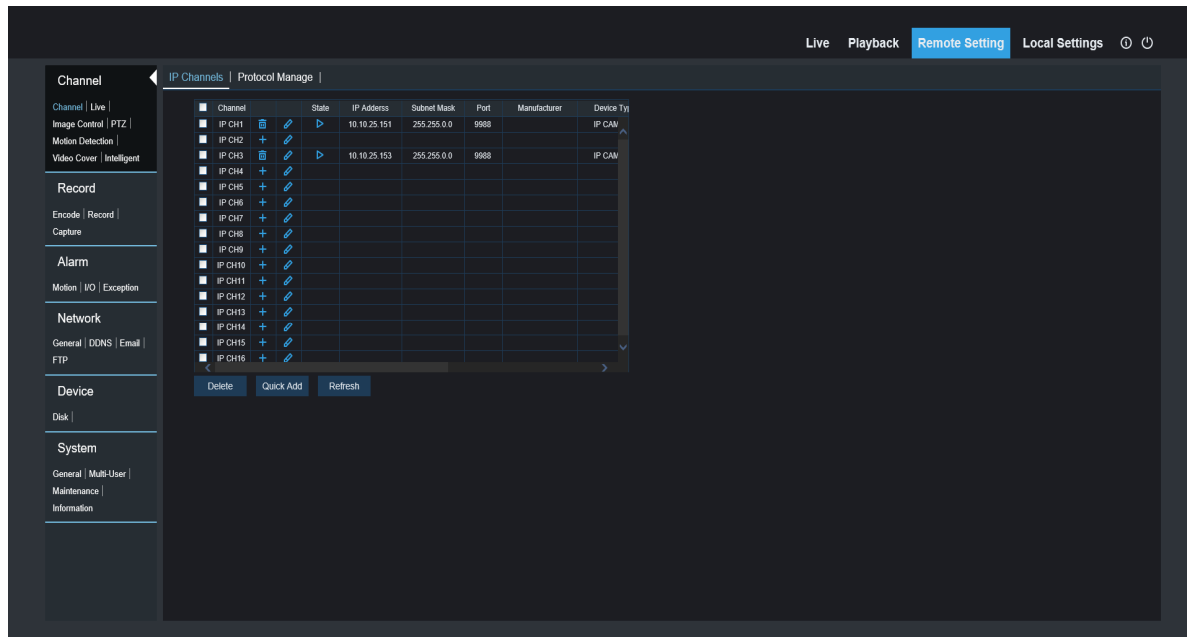 Live Playback Remote Setting Local Settings
Channel
Channel | Live |
Image Control | PTZ |
Motion Detection |
Video Cover | Intelligent
Record
Encode | Record |
Capture
Alarm
Motion | I/O | Exception
Network
General | DDNS | Email |
FTP
Device
Disk |
System
General | Multi-User |
Maintenance |
Information
IP Channels | Protocol Manage |
Channel State IP Adderss Subnet Mask Port Manufacturer Device Typ
IP CH1 10.10.25.151 255.255.0.0 9988 IP CAM
IP CH2
IP CH3 10.10.25.153 255.255.0.0 9988 IP CAM
IP CH4
IP CH5
IP CH6
IP CH7
IP CH8
IP CH9
IP CH10
IP CH11
IP CH12
IP CH13
IP CH14
IP CH15
IP CH16
Delete Quick Add Refresh